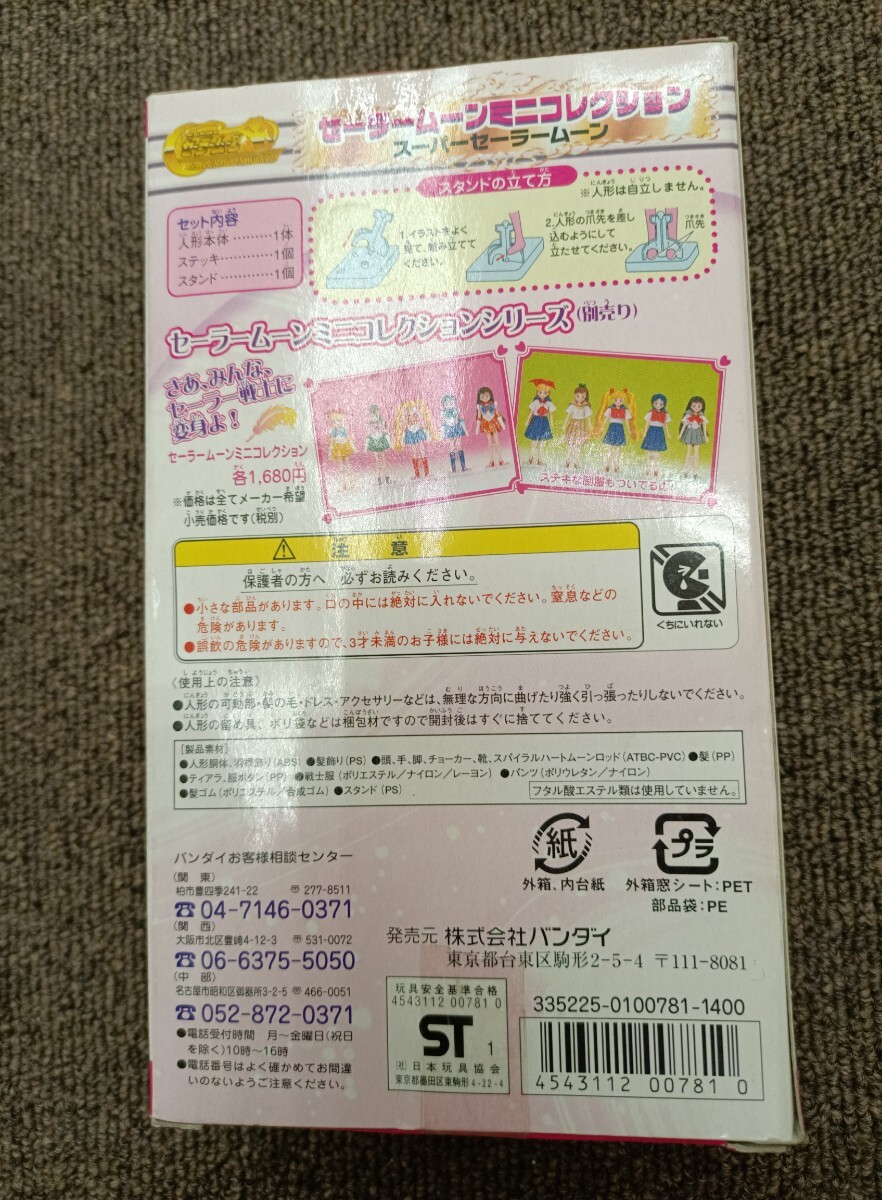 セーラームーンミニコレクション
スーパーセーラームーン
スタンドの立て方
※人形は自立しません。
セット内容
人形本体………1体
ステッキ…………1個
スタンド…………1個
1.イラストをよく
見て、組み立てて
ください。
2.人形の爪先を差し
込むようにして
立たせてください。
爪先
セーラームーンミニコレクションシリーズ(別売り)
さあ、みんな、
セーラー戦士に
変身よ!
セーラームーンミニコレクション
各1,680円
※価格は全てメーカー希望
小売価格です(税別)
ステキな制服もついてるの
注 意
保護者の方へ 必ずお読みください。
●小さな部品があります。口の中には絶対に入れないでください。窒息などの
危険があります。
●誤飲の危険がありますので、3才未満のお子様には絶対に与えないでください。
くちにいれない
《使用上の注意》
●人形の可動部・髪の毛・ドレス・アクセサリーなどは、無理な方向に曲げたり強く引っ張ったりしないでください。
●人形の留め具、ポリ袋などは梱包材ですので開封後はすぐに捨ててください。
[製品素材]
●人形胴体、羽根飾り(ABS) ●髪飾り(PS) ●頭、手、脚、チョーカー、靴、スパイラルハートムーンロッド(ATBC-PVC) ●髪(PP)
●ティアラ、服ボタン(PP) ●戦士服(ポリエステル/ナイロン/レーヨン) ●パンツ(ポリウレタン/ナイロン)
●髪ゴム(ポリエステル/合成ゴム) ●スタンド(PS)
フタル酸エステル類は使用していません。
紙
外箱、内台紙
プラ
外箱窓シート:PET
部品袋:PE
バンダイお客様相談センター
(関 東)
柏市豊四季241-22 〒277-8511
☎04-7146-0371
(関 西)
大阪市北区豊崎4-12-3 〒531-0072
☎06-6375-5050
(中 部)
名古屋市昭和区御器所3-2-5 〒466-0051
☎052-872-0371
●電話受付時間 月〜金曜日(祝日
を除く)10時〜16時
●電話番号はよく確かめてお間違
いのないようご注意ください。
発売元 株式会社バンダイ
東京都台東区駒形2-5-4 〒111-8081
玩具安全基準合格
4543112 00781 0
ST 1
(社)日本玩具協会
東京都墨田区東駒形4-22-4
335225-0100781-1400
4543112 007810